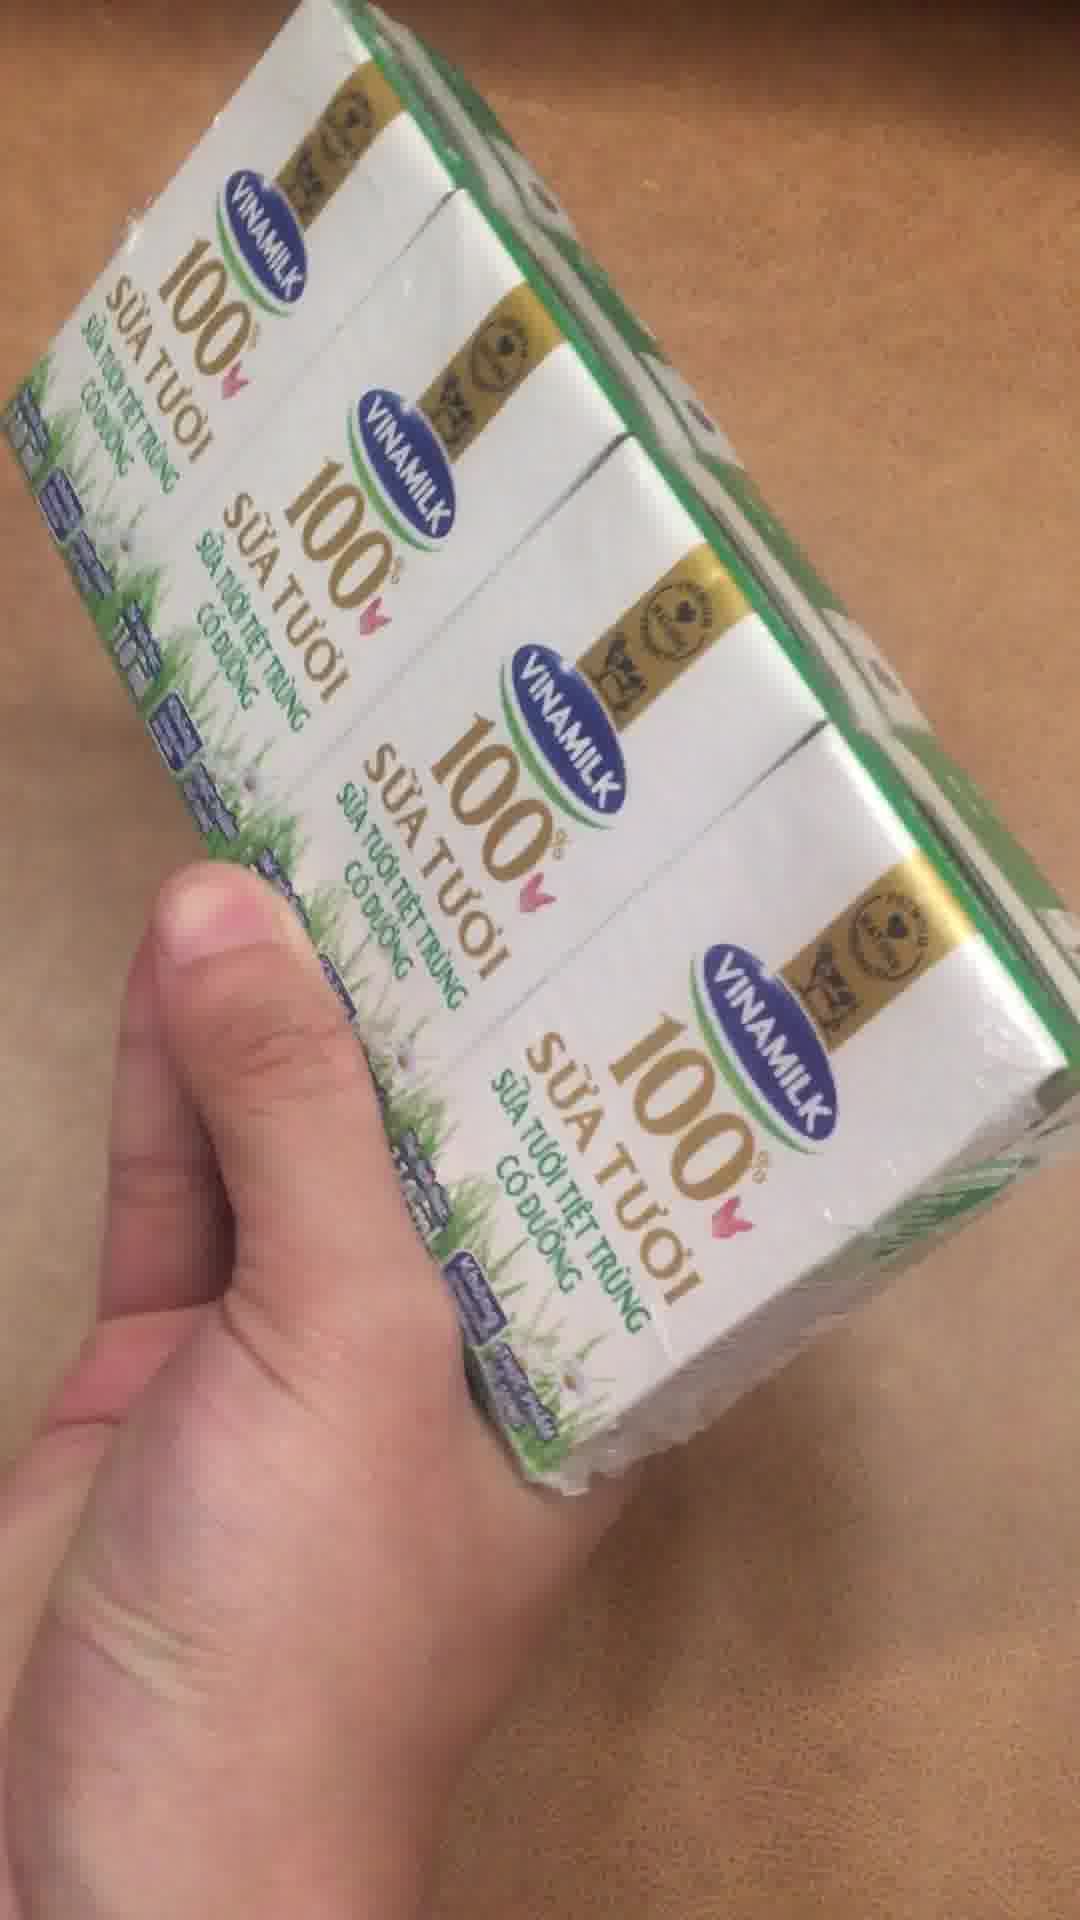 VINAMILK
100%
SỮA TƯƠI
SỮA TƯƠI TIỆT TRÙNG
CÓ ĐƯỜNG
VINAMILK
100%
SỮA TƯƠI
SỮA TƯƠI TIỆT TRÙNG
CÓ ĐƯỜNG
VINAMILK
100%
SỮA TƯƠI
SỮA TƯƠI TIỆT TRÙNG
CÓ ĐƯỜNG
VINAMILK
100%
SỮA TƯƠI
SỮA TƯƠI TIỆT TRÙNG
CÓ ĐƯỜNG
Không